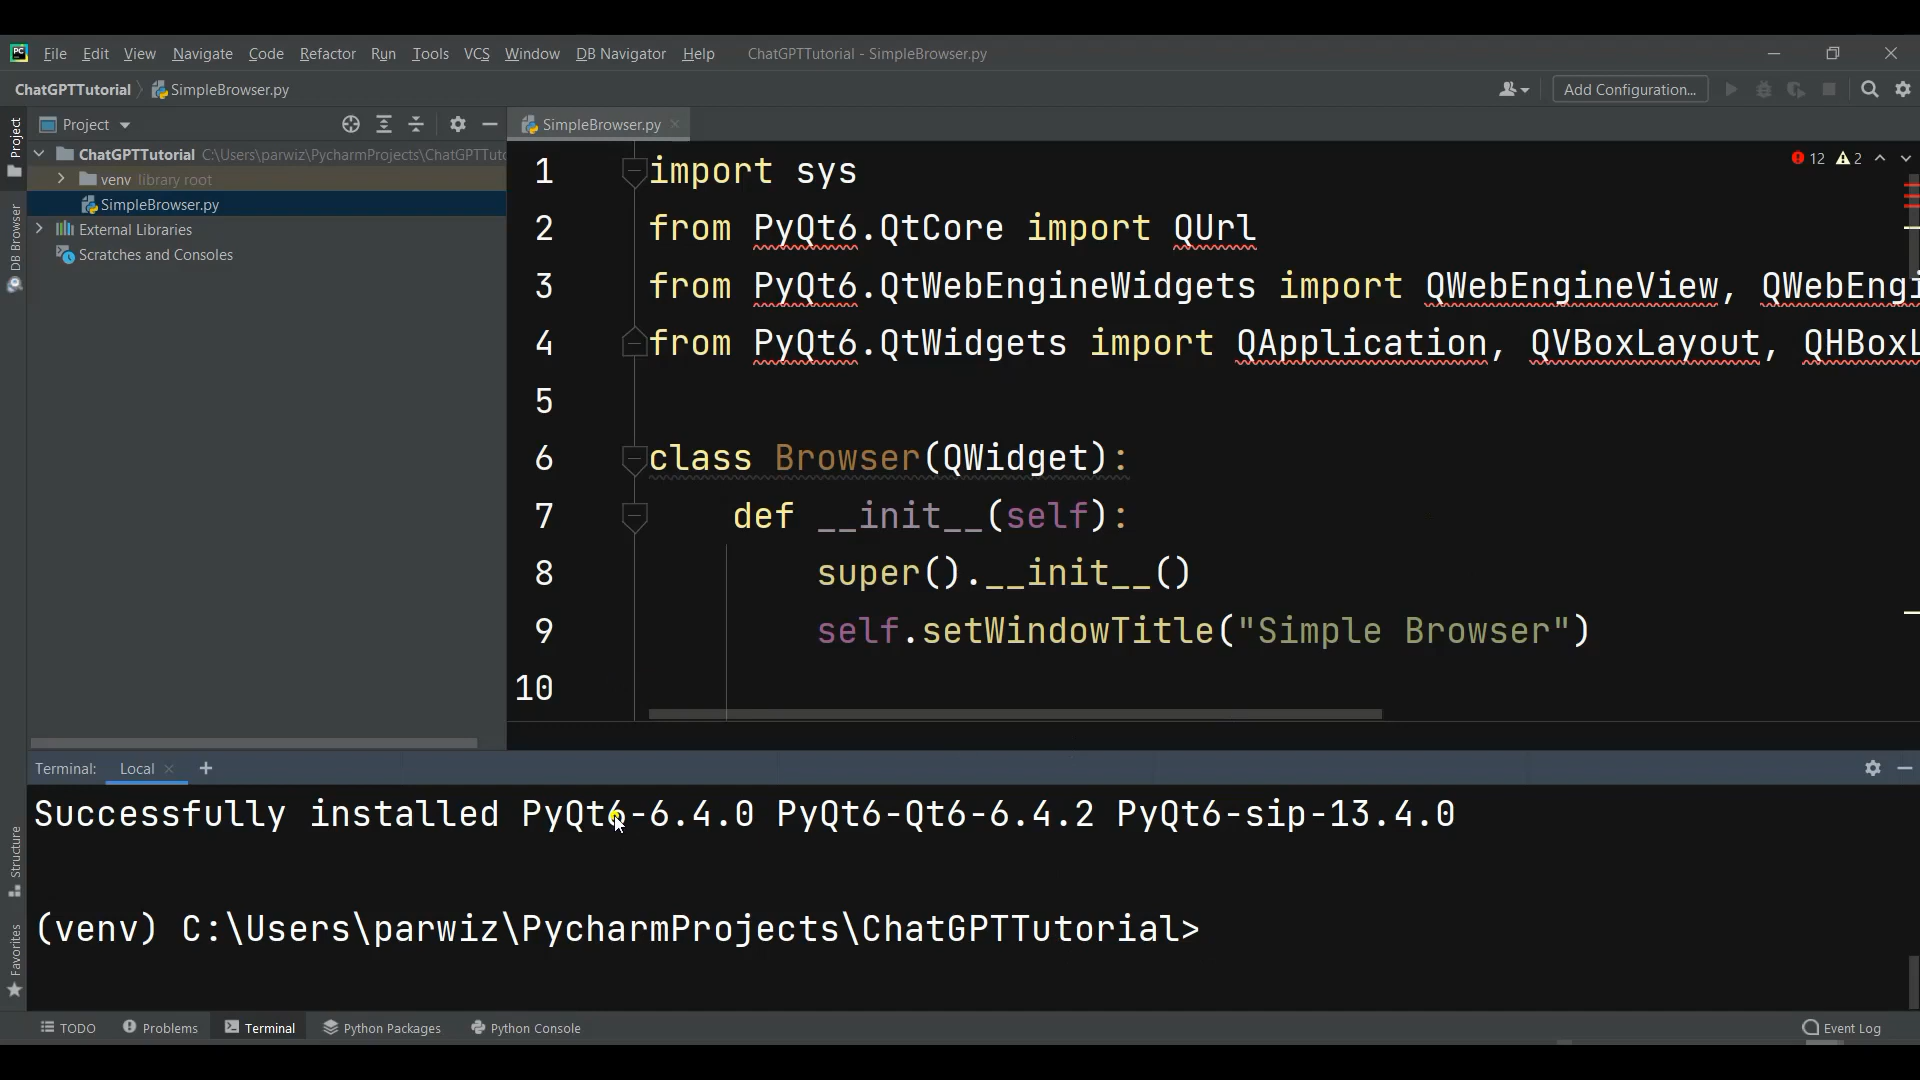 File Edit View Navigate Code Refactor Run Tools VCS Window DB Navigator Help ChatGPTTutorial - SimpleBrowser.py
ChatGPTTutorial SimpleBrowser.py Add Configuration...
Project
SimpleBrowser.py
ChatGPTTutorial C:\Users\parwiz\PycharmProjects\ChatGPTTuto
venv library root
SimpleBrowser.py
External Libraries
Scratches and Consoles
Project
DB Browser
Structure
Favorites
12 2
1 import sys
2 from PyQt6.QtCore import QUrl
3 from PyQt6.QtWebEngineWidgets import QWebEngineView, QWebEngi
4 from PyQt6.QtWidgets import QApplication, QVBoxLayout, QHBoxL
5
6 class Browser(QWidget):
7 def __init__(self):
8 super().__init__()
9 self.setWindowTitle("Simple Browser")
10
Terminal: Local +
Successfully installed PyQt6-6.4.0 PyQt6-Qt6-6.4.2 PyQt6-sip-13.4.0
(venv) C:\Users\parwiz\PycharmProjects\ChatGPTTutorial>
TODO Problems Terminal Python Packages Python Console Event Log